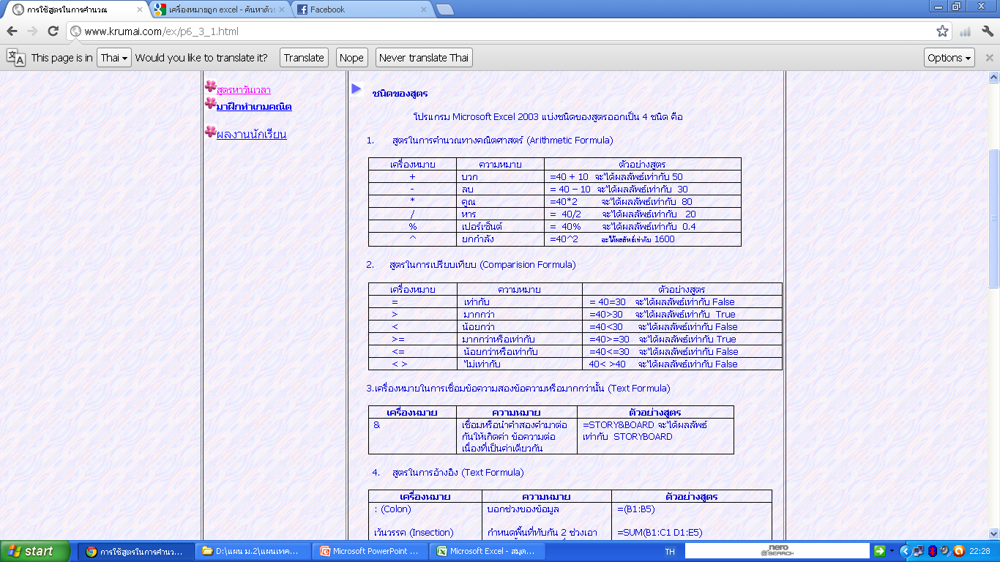 การใช้สูตรในการคำนวณ
เครื่องหมายถูก excel - ค้นหาด้วย
Facebook
www.krumai.com/ex/p6_3_1.html
This page is in Thai Would you like to translate it? Translate Nope Never translate Thai Options
สูตรหาวันเวลา
มาฝึกทำเกมคณิต
ผลงานนักเรียน
ชนิดของสูตร
โปรแกรม Microsoft Excel 2003 แบ่งชนิดของสูตรออกเป็น 4 ชนิด คือ
1. สูตรในการคำนวณทางคณิตศาสตร์ (Arithmetic Formula)
เครื่องหมาย ความหมาย ตัวอย่างสูตร
+ บวก =40 + 10 จะได้ผลลัพธ์เท่ากับ 50
- ลบ = 40 – 10 จะได้ผลลัพธ์เท่ากับ 30
* คูณ =40*2 จะได้ผลลัพธ์เท่ากับ 80
/ หาร = 40/2 จะได้ผลลัพธ์เท่ากับ 20
% เปอร์เซ็นต์ = 40% จะได้ผลลัพธ์เท่ากับ 0.4
^ ยกกำลัง =40^2 จะได้ผลลัพธ์เท่ากับ 1600
2. สูตรในการเปรียบเทียบ (Comparision Formula)
เครื่องหมาย ความหมาย ตัวอย่างสูตร
= เท่ากับ = 40=30 จะได้ผลลัพธ์เท่ากับ False
> มากกว่า =40>30 จะได้ผลลัพธ์เท่ากับ True
< น้อยกว่า =40<30 จะได้ผลลัพธ์เท่ากับ False
>= มากกว่าหรือเท่ากับ =40>=30 จะได้ผลลัพธ์เท่ากับ True
<= น้อยกว่าหรือเท่ากับ =40<=30 จะได้ผลลัพธ์เท่ากับ False
< > ไม่เท่ากับ 40< >40 จะได้ผลลัพธ์เท่ากับ False
3.เครื่องหมายในการเชื่อมข้อความสองข้อความหรือมากกว่านั้น (Text Formula)
เครื่องหมาย ความหมาย ตัวอย่างสูตร
& เชื่อมหรือนำคำสองคำมาต่อ =STORY&BOARD จะได้ผลลัพธ์
กันให้เกิดค่า ข้อความต่อ เท่ากับ STORYBOARD
เนื่องที่เป็นค่าเดียวกัน
4. สูตรในการอ้างอิง (Text Formula)
เครื่องหมาย ความหมาย ตัวอย่างสูตร
: (Colon) บอกช่วงของข้อมูล =(B1:B5)
เว้นวรรค (Insection) กำหนดพื้นที่ทับกัน 2 ช่วงเอา =SUM(B1:C1 D1:E5)
start การใช้สูตรในการคำนว... D:\แผน ม.2\แผนเทค... Microsoft PowerPoint ... Microsoft Excel - สมุด... TH nero SEARCH 22:28